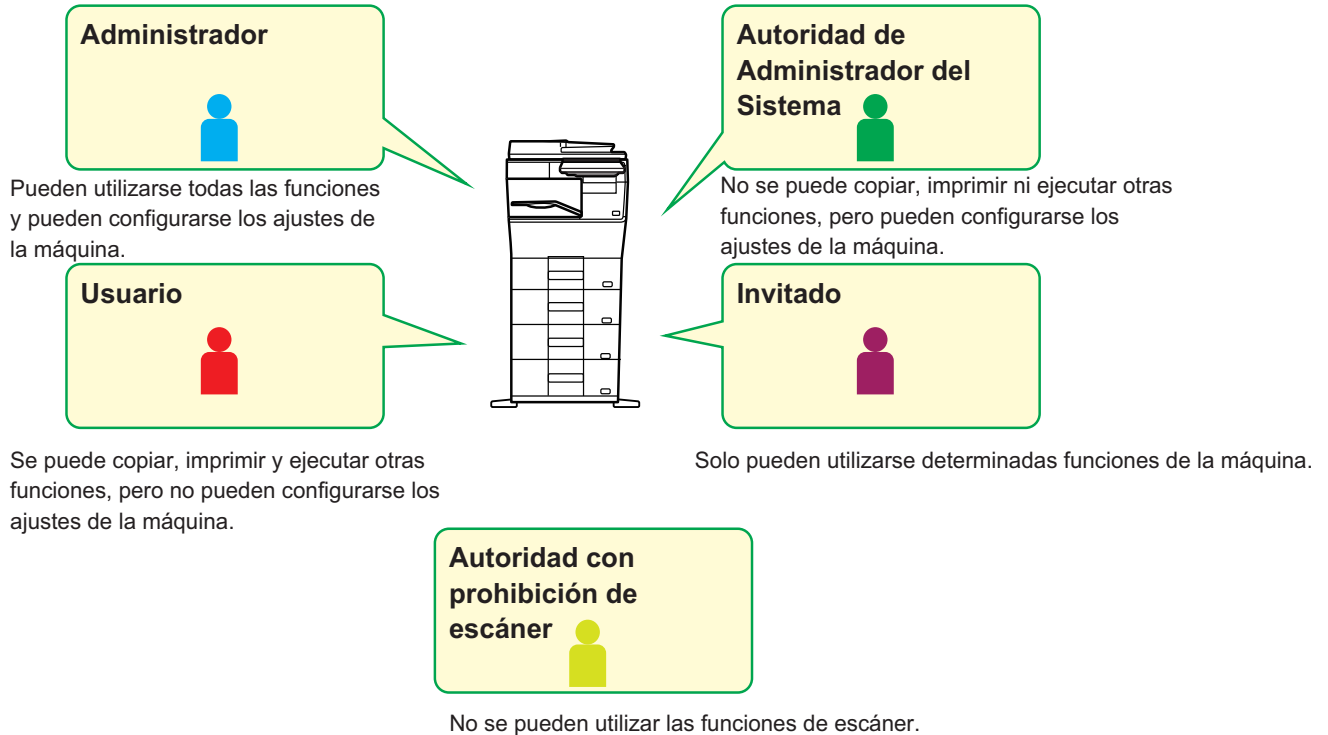 Administrador
Pueden utilizarse todas las funciones
y pueden configurarse los ajustes de
la máquina.
Autoridad de
Administrador del
Sistema
No se puede copiar, imprimir ni ejecutar otras
funciones, pero pueden configurarse los
ajustes de la máquina.
Usuario
Se puede copiar, imprimir y ejecutar otras
funciones, pero no pueden configurarse los
ajustes de la máquina.
Invitado
Solo pueden utilizarse determinadas funciones de la máquina.
Autoridad con
prohibición de
escáner
No se pueden utilizar las funciones de escáner.